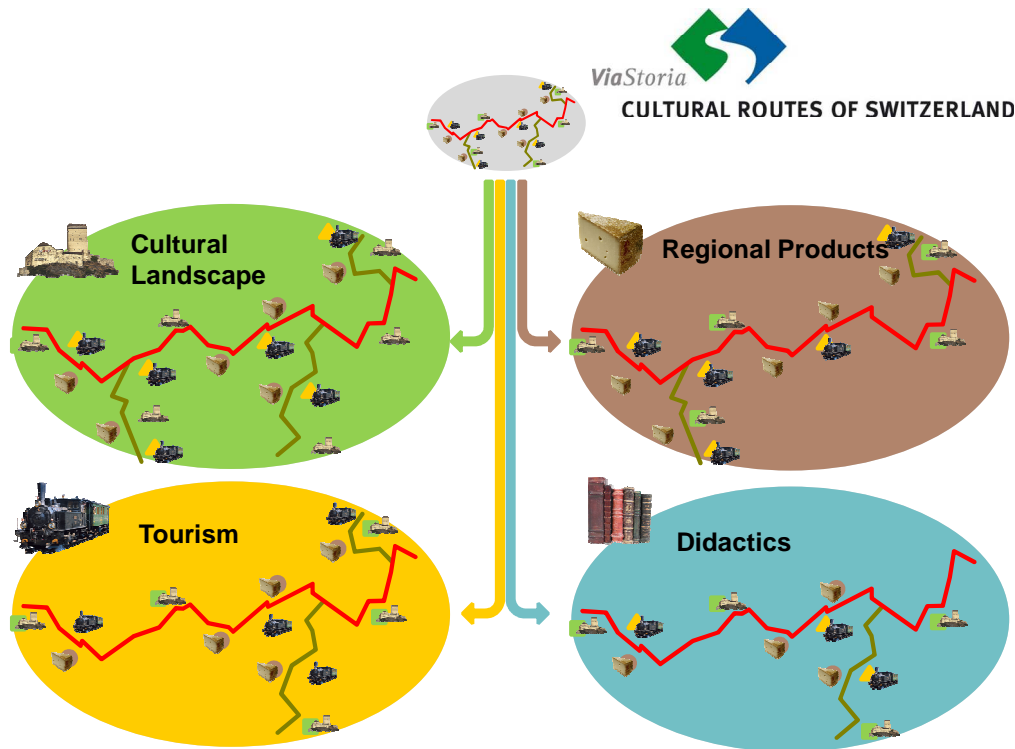 ViaStoria
CULTURAL ROUTES OF SWITZERLAND
Cultural
Landscape
Regional Products
Tourism
Didactics